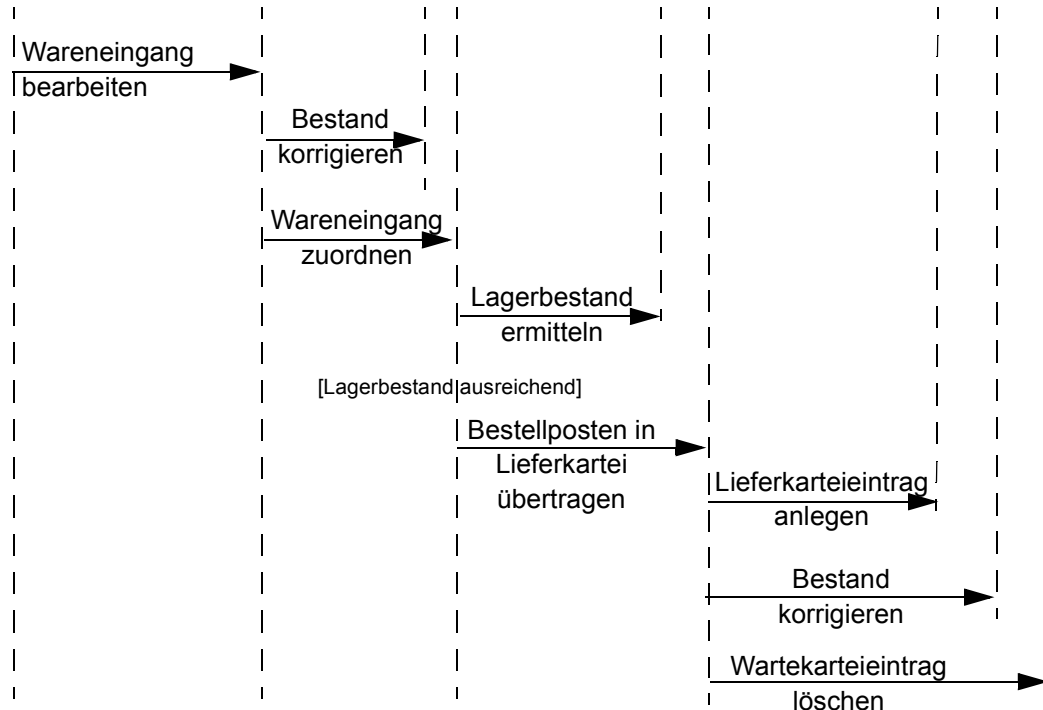 Wareneingang
bearbeiten
Bestand
korrigieren
Wareneingang
zuordnen
Lagerbestand
ermitteln
[Lagerbestand ausreichend]
Bestellposten in
Lieferkartei
übertragen
Lieferkarteieintrag
anlegen
Bestand
korrigieren
Wartekarteieintrag
löschen